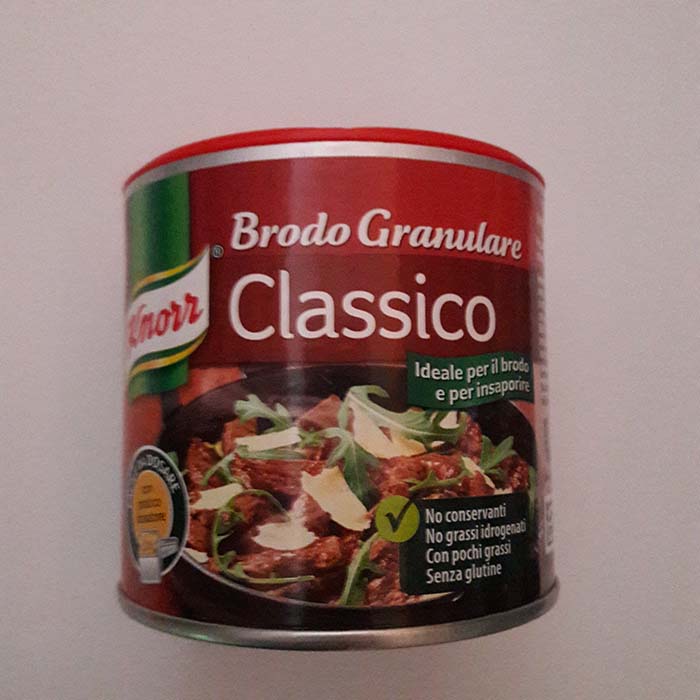 Brodo Granulare
Knorr®
Classico
Ideale per il brodo
e per insaporire
DOSARE
No conservanti
No grassi idrogenati
Con pochi grassi
Senza glutine